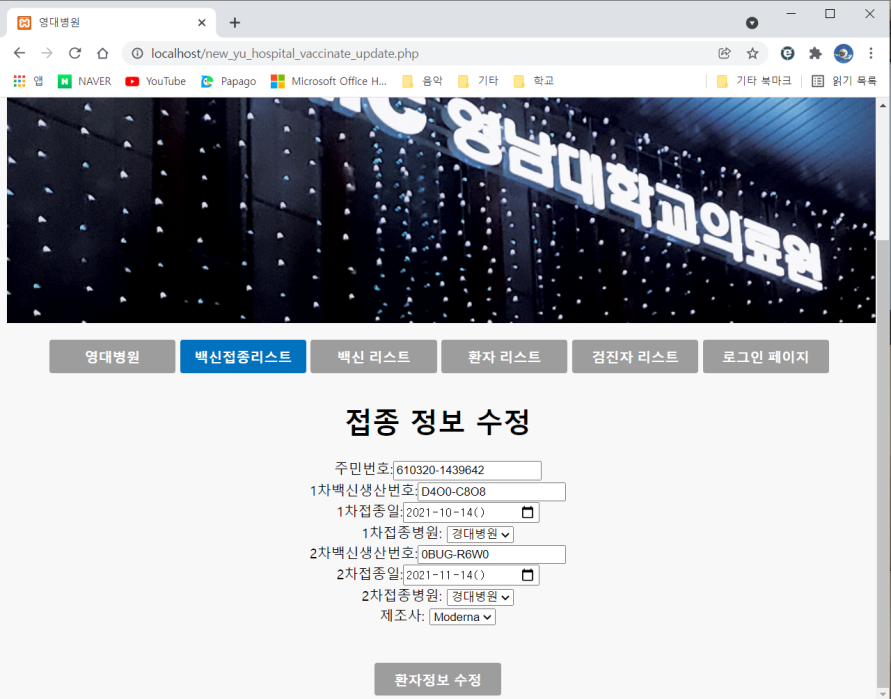 영대병원
localhost/new_yu_hospital_vaccinate_update.php
앱 NAVER YouTube Papago Microsoft Office H... 음악 기타 학교 기타 북마크 읽기 목록
영남대학교의료원
영대병원 백신접종리스트 백신 리스트 환자 리스트 검진자 리스트 로그인 페이지
접종 정보 수정
주민번호:610320-1439642
1차백신생산번호:D4O0-C8O8
1차접종일:2021-10-14()
1차접종병원: 경대병원
2차백신생산번호:0BUG-R6W0
2차접종일:2021-11-14()
2차접종병원: 경대병원
제조사: Moderna
환자정보 수정